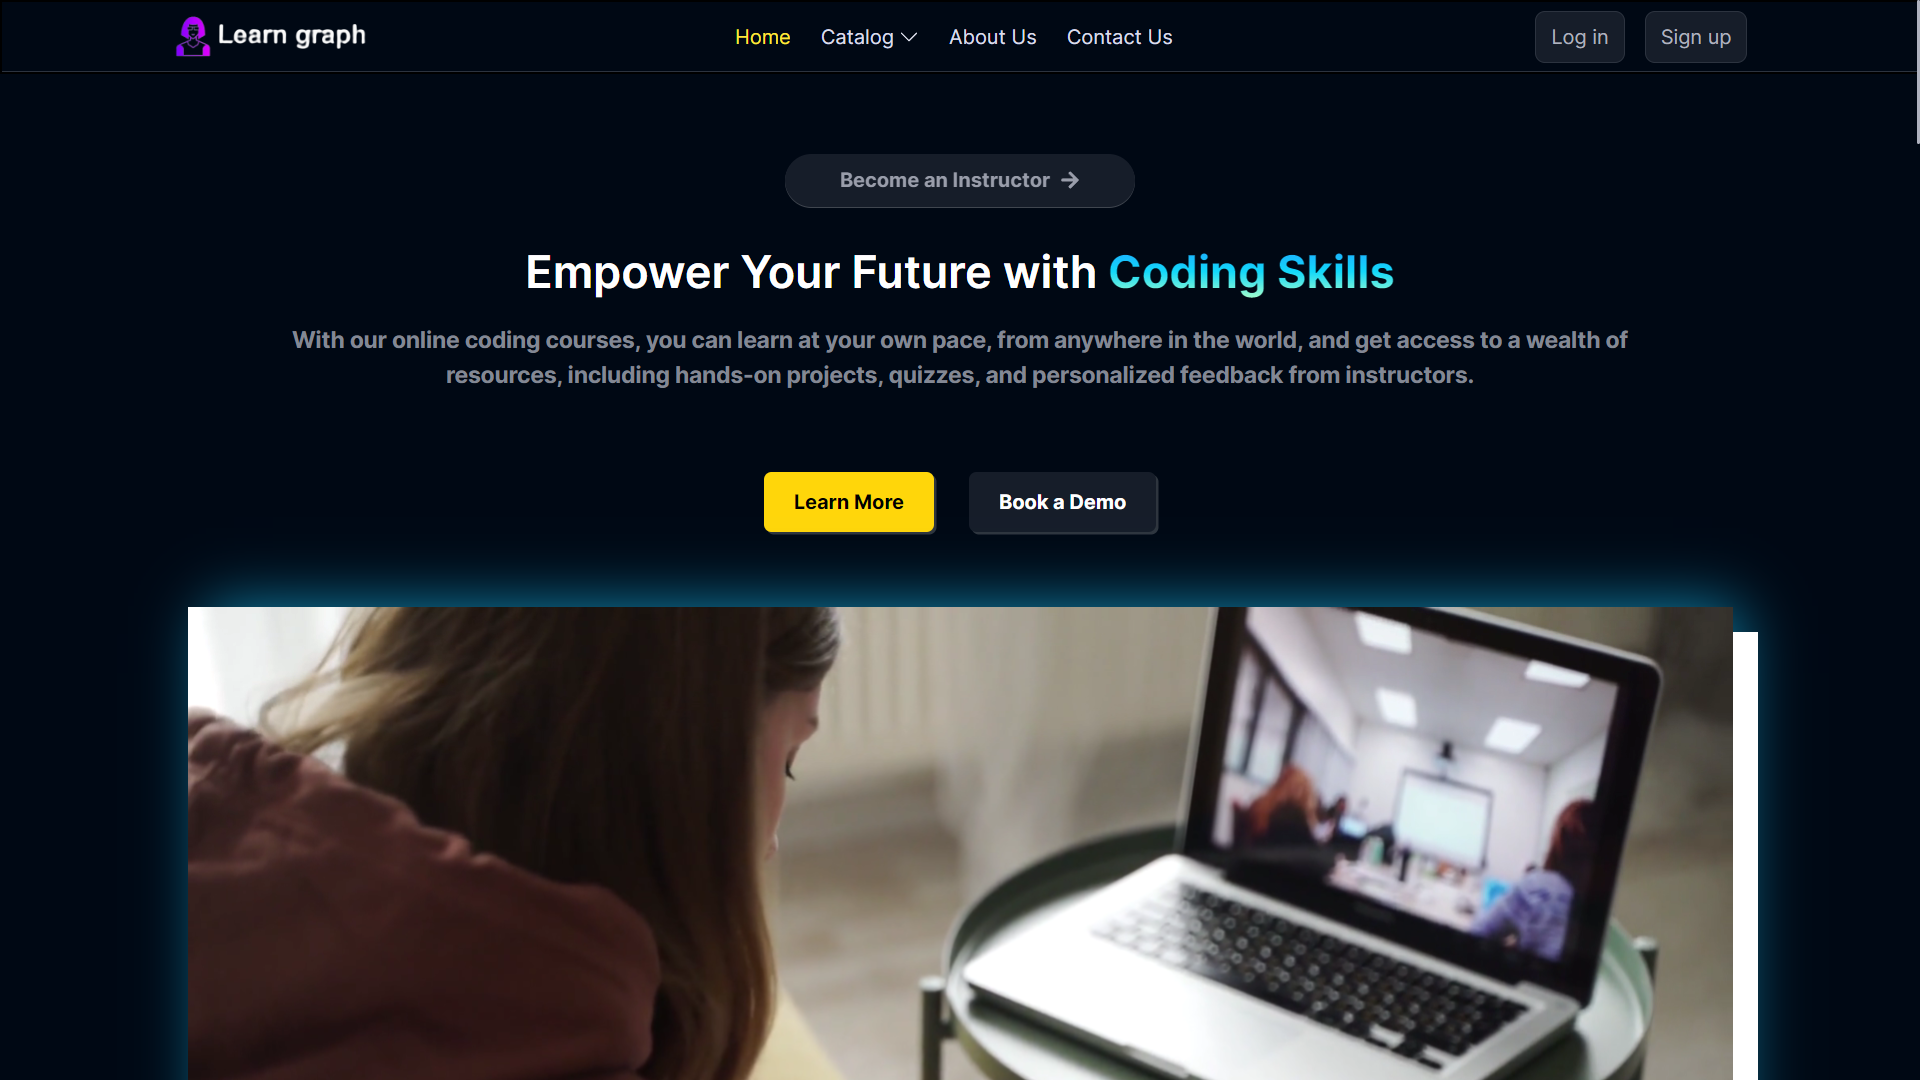 Learn graph
Home
Catalog
About Us
Contact Us
Log in
Sign up
Become an Instructor
Empower Your Future with Coding Skills
With our online coding courses, you can learn at your own pace, from anywhere in the world, and get access to a wealth of
resources, including hands-on projects, quizzes, and personalized feedback from instructors.
Learn More
Book a Demo